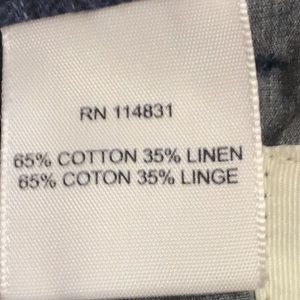 RN 114831
65% COTTON 35% LINEN
65% COTON 35% LINGE